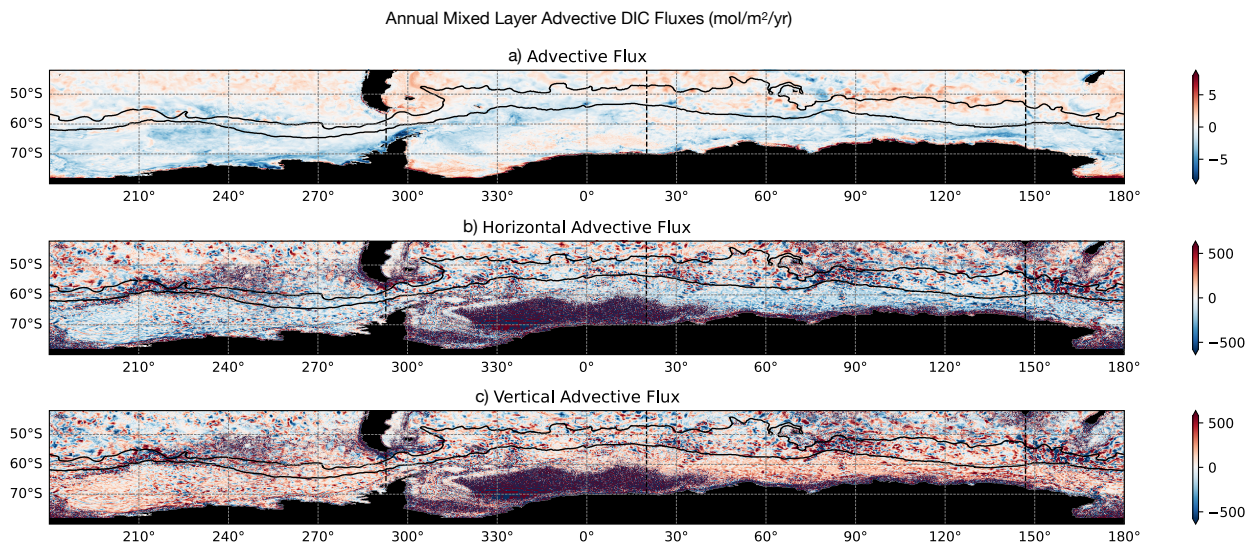 Annual Mixed Layer Advective DIC Fluxes (mol/m²/yr)
a) Advective Flux
50°S
60°S
70°S
5
0
−5
210° 240° 270° 300° 330° 0° 30° 60° 90° 120° 150° 180°
b) Horizontal Advective Flux
50°S
60°S
70°S
500
0
−500
210° 240° 270° 300° 330° 0° 30° 60° 90° 120° 150° 180°
c) Vertical Advective Flux
50°S
60°S
70°S
500
0
−500
210° 240° 270° 300° 330° 0° 30° 60° 90° 120° 150° 180°